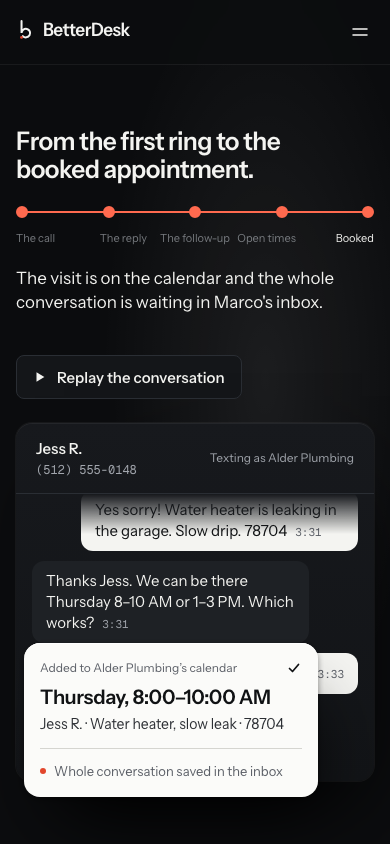 BetterDesk
From the first ring to the
booked appointment.
The call
The reply
The follow-up
Open times
Booked
The visit is on the calendar and the whole
conversation is waiting in Marco's inbox.
Replay the conversation
Jess R.
(512) 555-0148
Texting as Alder Plumbing
Yes sorry! Water heater is leaking in
the garage. Slow drip. 78704 3:31
Thanks Jess. We can be there
Thursday 8–10 AM or 1–3 PM. Which
works? 3:31
3:33
Added to Alder Plumbing's calendar
Thursday, 8:00–10:00 AM
Jess R. · Water heater, slow leak · 78704
Whole conversation saved in the inbox